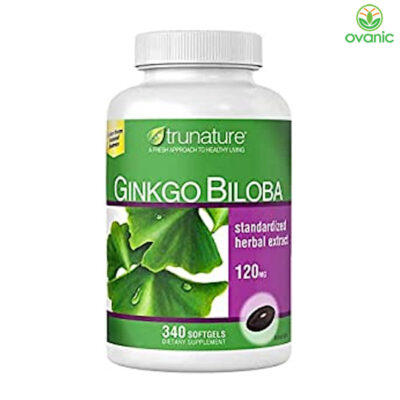 ovanic
trunature®
A FRESH APPROACH TO HEALTHY LIVING
GINKGO BILOBA
standardized
herbal extract
120MG
340 SOFTGELS
DIETARY SUPPLEMENT